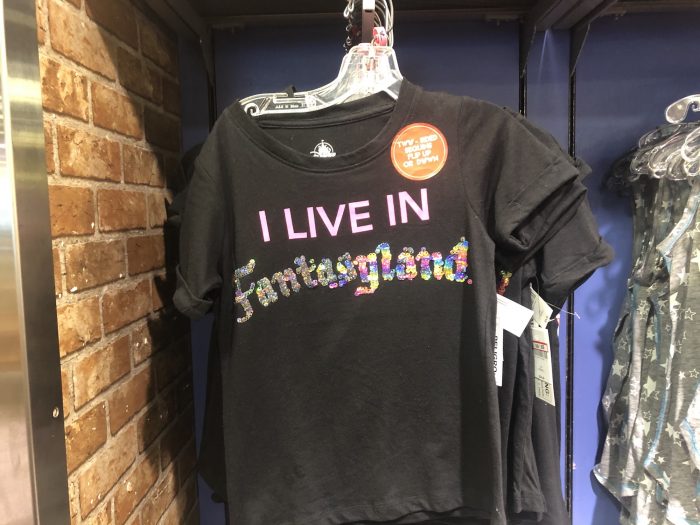 TWO-SIDED
SEQUINS
FLIP UP
OR DOWN
I LIVE IN
Fantasyland.